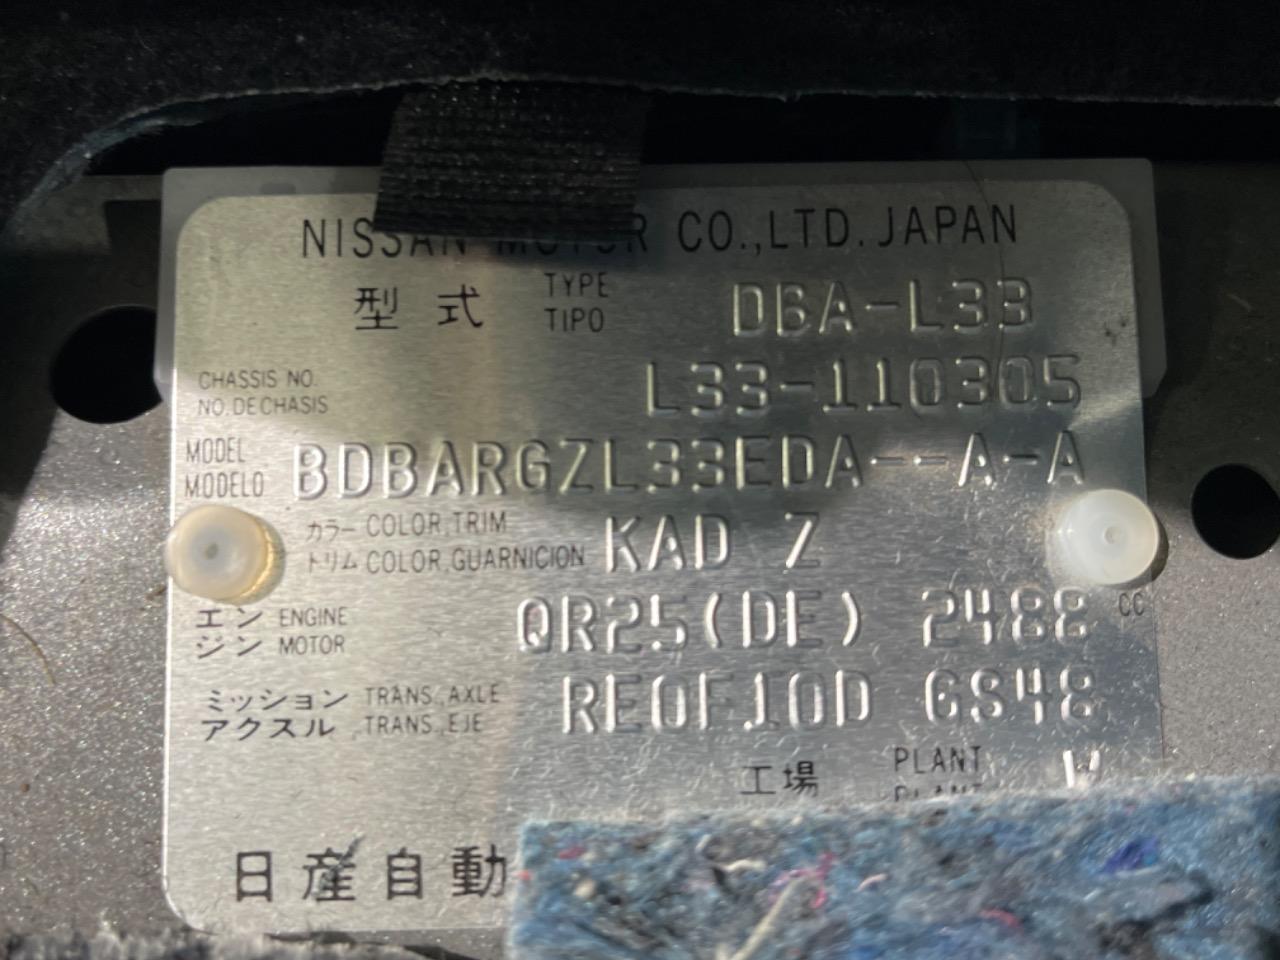 NISSAN MOTOR CO.,LTD. JAPAN
型式 TYPE TIPO DBA-L33
CHASSIS NO. NO. DE CHASIS L33-110305
MODEL MODELO BDBARGZL33EDA--A-A
カラー COLOR,TRIM
トリム COLOR,GUARNICION KAD Z
エンジン ENGINE MOTOR QR25(DE) 2488 CC
ミッション TRANS.,AXLE
アクスル TRANS.,EJE RE0F10D GS48
工場 PLANT
日産自動